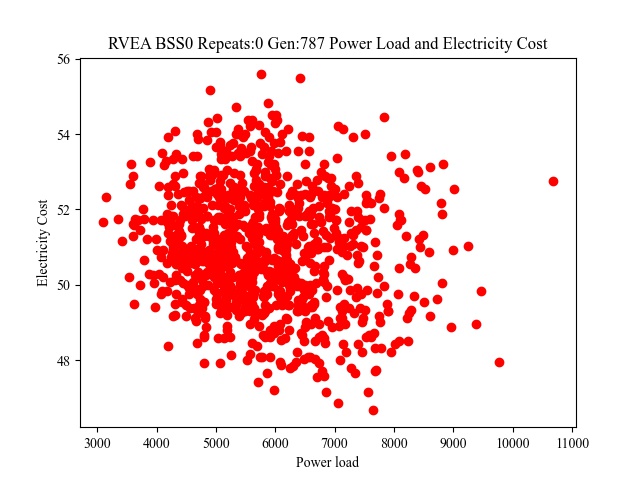 RVEA BSS0 Repeats:0 Gen:787 Power Load and Electricity Cost
56
54
52
50
48
Electricity Cost
3000 4000 5000 6000 7000 8000 9000 10000 11000
Power load